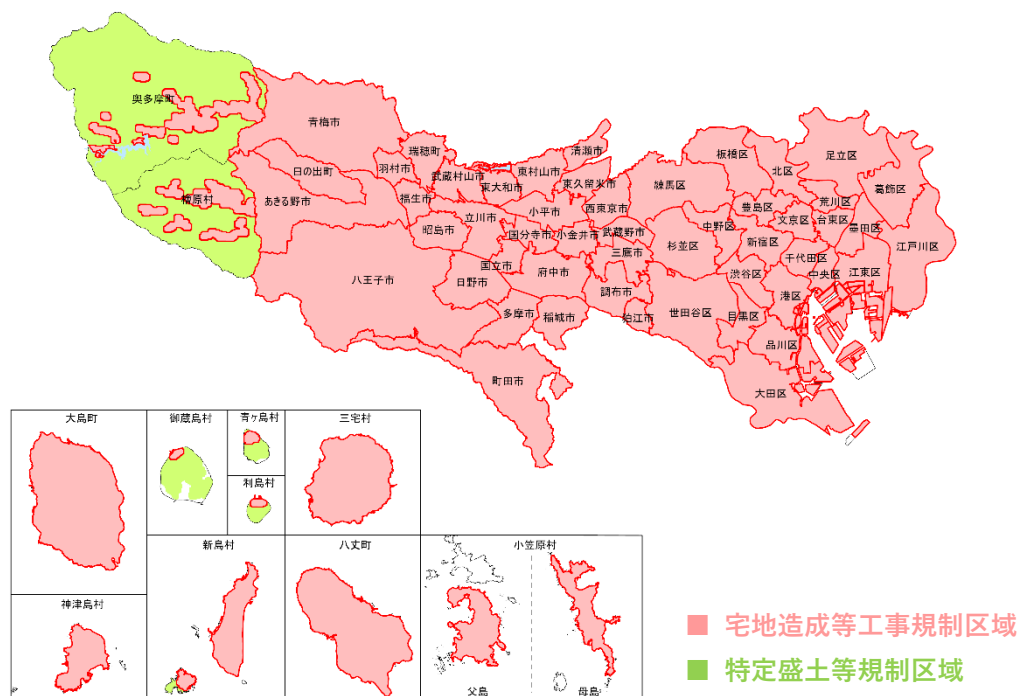 奥多摩町
青梅市
瑞穂町
羽村市
日の出町
檜原村
あきる野市
福生市
武蔵村山市
東大和市
東村山市
清瀬市
東久留米市
立川市
昭島市
小平市
西東京市
国分寺市
小金井市
武蔵野市
三鷹市
八王子市
国立市
日野市
府中市
調布市
狛江市
多摩市
稲城市
町田市
練馬区
板橋区
北区
足立区
葛飾区
豊島区
荒川区
文京区
台東区
墨田区
江戸川区
中野区
杉並区
新宿区
千代田区
中央区
江東区
渋谷区
港区
世田谷区
目黒区
品川区
大田区
大島町
御蔵島村
青ヶ島村
三宅村
利島村
神津島村
新島村
八丈町
小笠原村
父島
母島
宅地造成等工事規制区域
特定盛土等規制区域